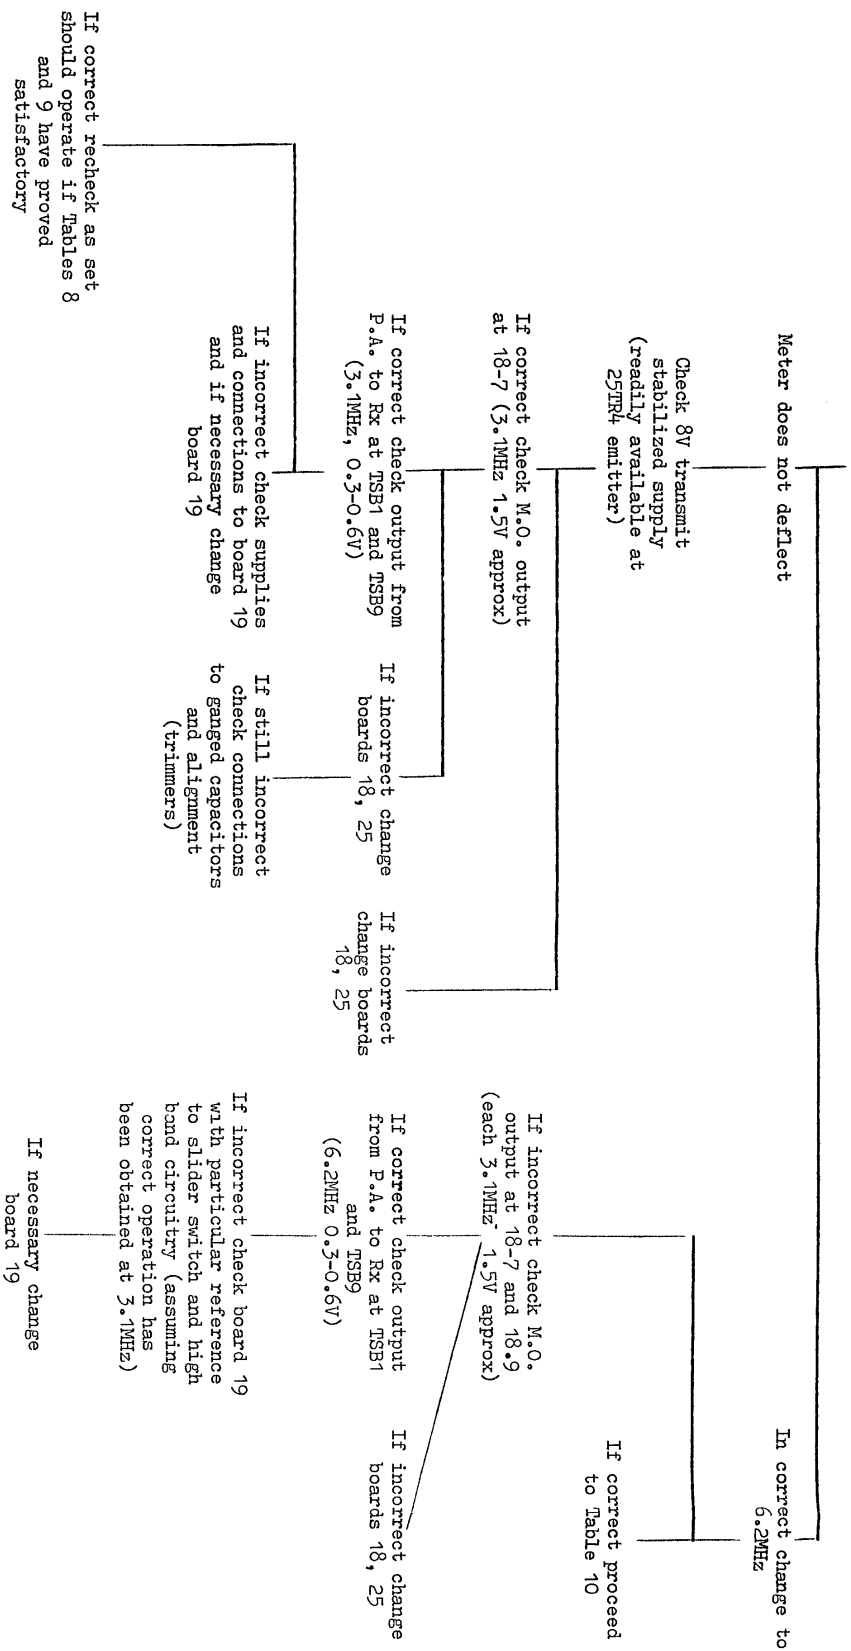 Meter does not deflect
Check 8V transmit
stabilized supply
(readily available at
25TR4 emitter)
If correct check M.O. output
at 18-7 (3.1MHz 1.5V approx)
If correct check output from
P.A. to Rx at TSB1 and TSB9
(3.1MHz, 0.3-0.6V)
If incorrect check supplies
and connections to board 19
and if necessary change
board 19
If correct recheck as set
should operate if Tables 8
and 9 have proved
satisfactory
If incorrect change
boards 18, 25
If still incorrect
check connections
to ganged capacitors
and alignment
(trimmers)
If incorrect
change boards
18, 25
In correct change to
6.2MHz
If correct proceed
to Table 10
If incorrect check M.O.
output at 18-7 and 18.9
(each 3.1MHz 1.5V approx)
If correct check output
from P.A. to Rx at TSB1
and TSB9
(6.2MHz 0.3-0.6V)
If incorrect change
boards 18, 25
If incorrect check board 19
with particular reference
to slider switch and high
band circuitry (assuming
correct operation has
been obtained at 3.1MHz)
If necessary change
board 19